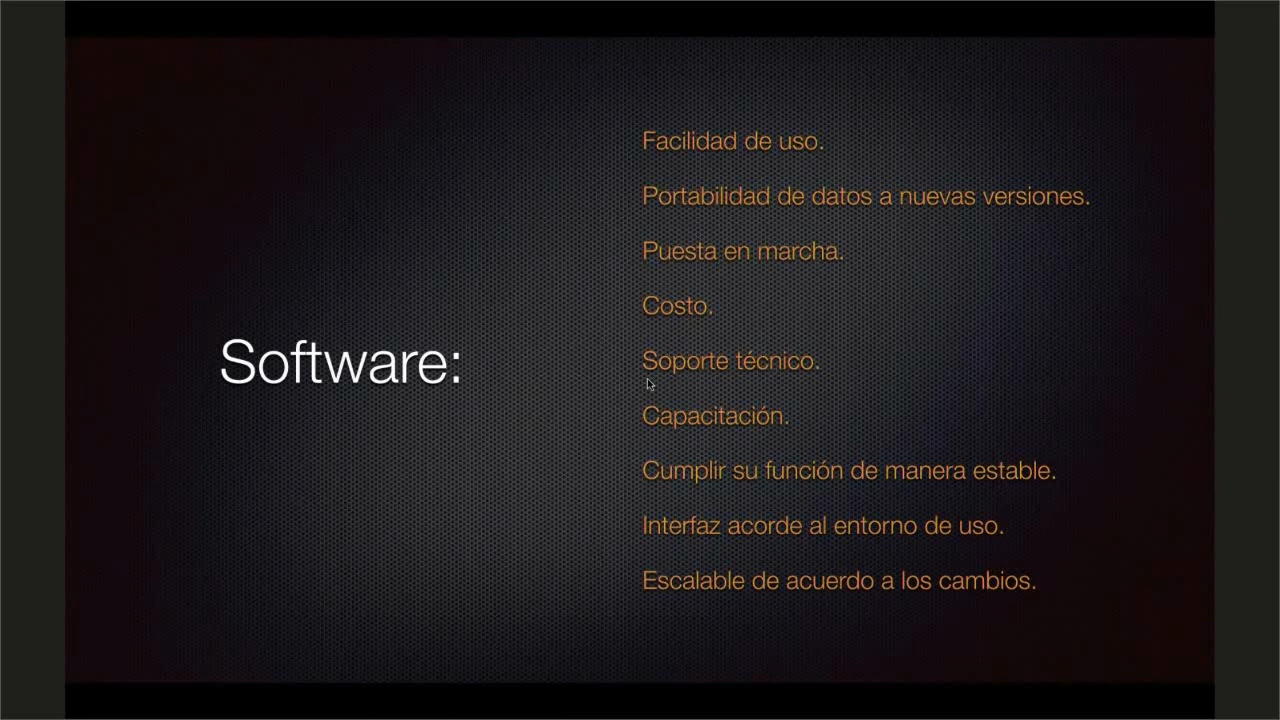 Software:
Facilidad de uso.
Portabilidad de datos a nuevas versiones.
Puesta en marcha.
Costo.
Soporte técnico.
Capacitación.
Cumplir su función de manera estable.
Interfaz acorde al entorno de uso.
Escalable de acuerdo a los cambios.